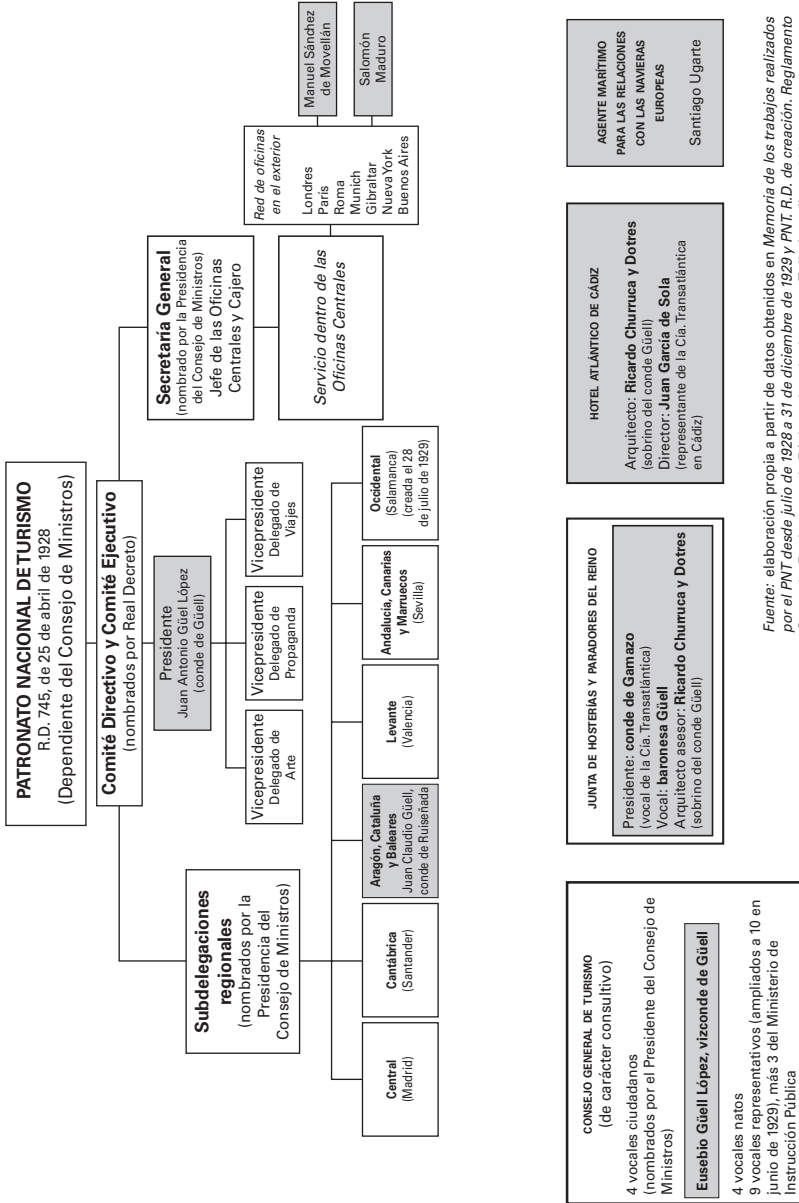 PATRONATO NACIONAL DE TURISMO
R.D. 745, de 25 de abril de 1928
(Dependiente del Consejo de Ministros)
Comité Directivo y Comité Ejecutivo
(nombrados por Real Decreto)
Presidente
Juan Antonio Güel López
(conde de Güell)
Vicepresidente
Delegado de
Arte
Vicepresidente
Delegado de
Propaganda
Vicepresidente
Delegado de
Viajes
Subdelegaciones
regionales
(nombrados por la
Presidencia del
Consejo de Ministros)
Secretaría General
(nombrado por la Presidencia
del Consejo de Ministros)
Jefe de las Oficinas
Centrales y Cajero
Servicio dentro de las
Oficinas Centrales
Red de oficinas
en el exterior
Londres
París
Roma
Munich
Gibraltar
Nueva York
Buenos Aires
Manuel Sánchez
de Movellán
Salomón
Maduro
Central
(Madrid)
Cantábrica
(Santander)
Aragón, Cataluña
y Baleares
Juan Claudio Güell,
conde de Ruiseñada
Levante
(Valencia)
Andalucía, Canarias
y Marruecos
(Sevilla)
Occidental
(Salamanca)
(creada el 28
de julio de 1929)
CONSEJO GENERAL DE TURISMO
(de carácter consultivo)
4 vocales ciudadanos
(nombrados por el Presidente del Consejo de
Ministros)
Eusebio Güell López, vizconde de Güell
4 vocales natos
9 vocales representativos (ampliados a 10 en
junio de 1929), más 3 del Ministerio de
Instrucción Pública
JUNTA DE HOSTERÍAS Y PARADORES DEL REINO
Presidente: conde de Gamazo
(vocal de la Cía. Transatlántica)
Vocal: baronesa Güell
Arquitecto asesor: Ricardo Churruca y Dotres
(sobrino del conde Güell)
HOTEL ATLÁNTICO DE CÁDIZ
Arquitecto: Ricardo Churruca y Dotres
(sobrino del conde Güell)
Director: Juan García de Sola
(representante de la Cía. Transatlántica
en Cádiz)
AGENTE MARÍTIMO
PARA LAS RELACIONES
CON LAS NAVIERAS
EUROPEAS
Santiago Ugarte
Fuente: elaboración propia a partir de datos obtenidos en Memoria de los trabajos realizados
por el PNT desde julio de 1928 a 31 de diciembre de 1929 y PNT. R.D. de creación. Reglamento